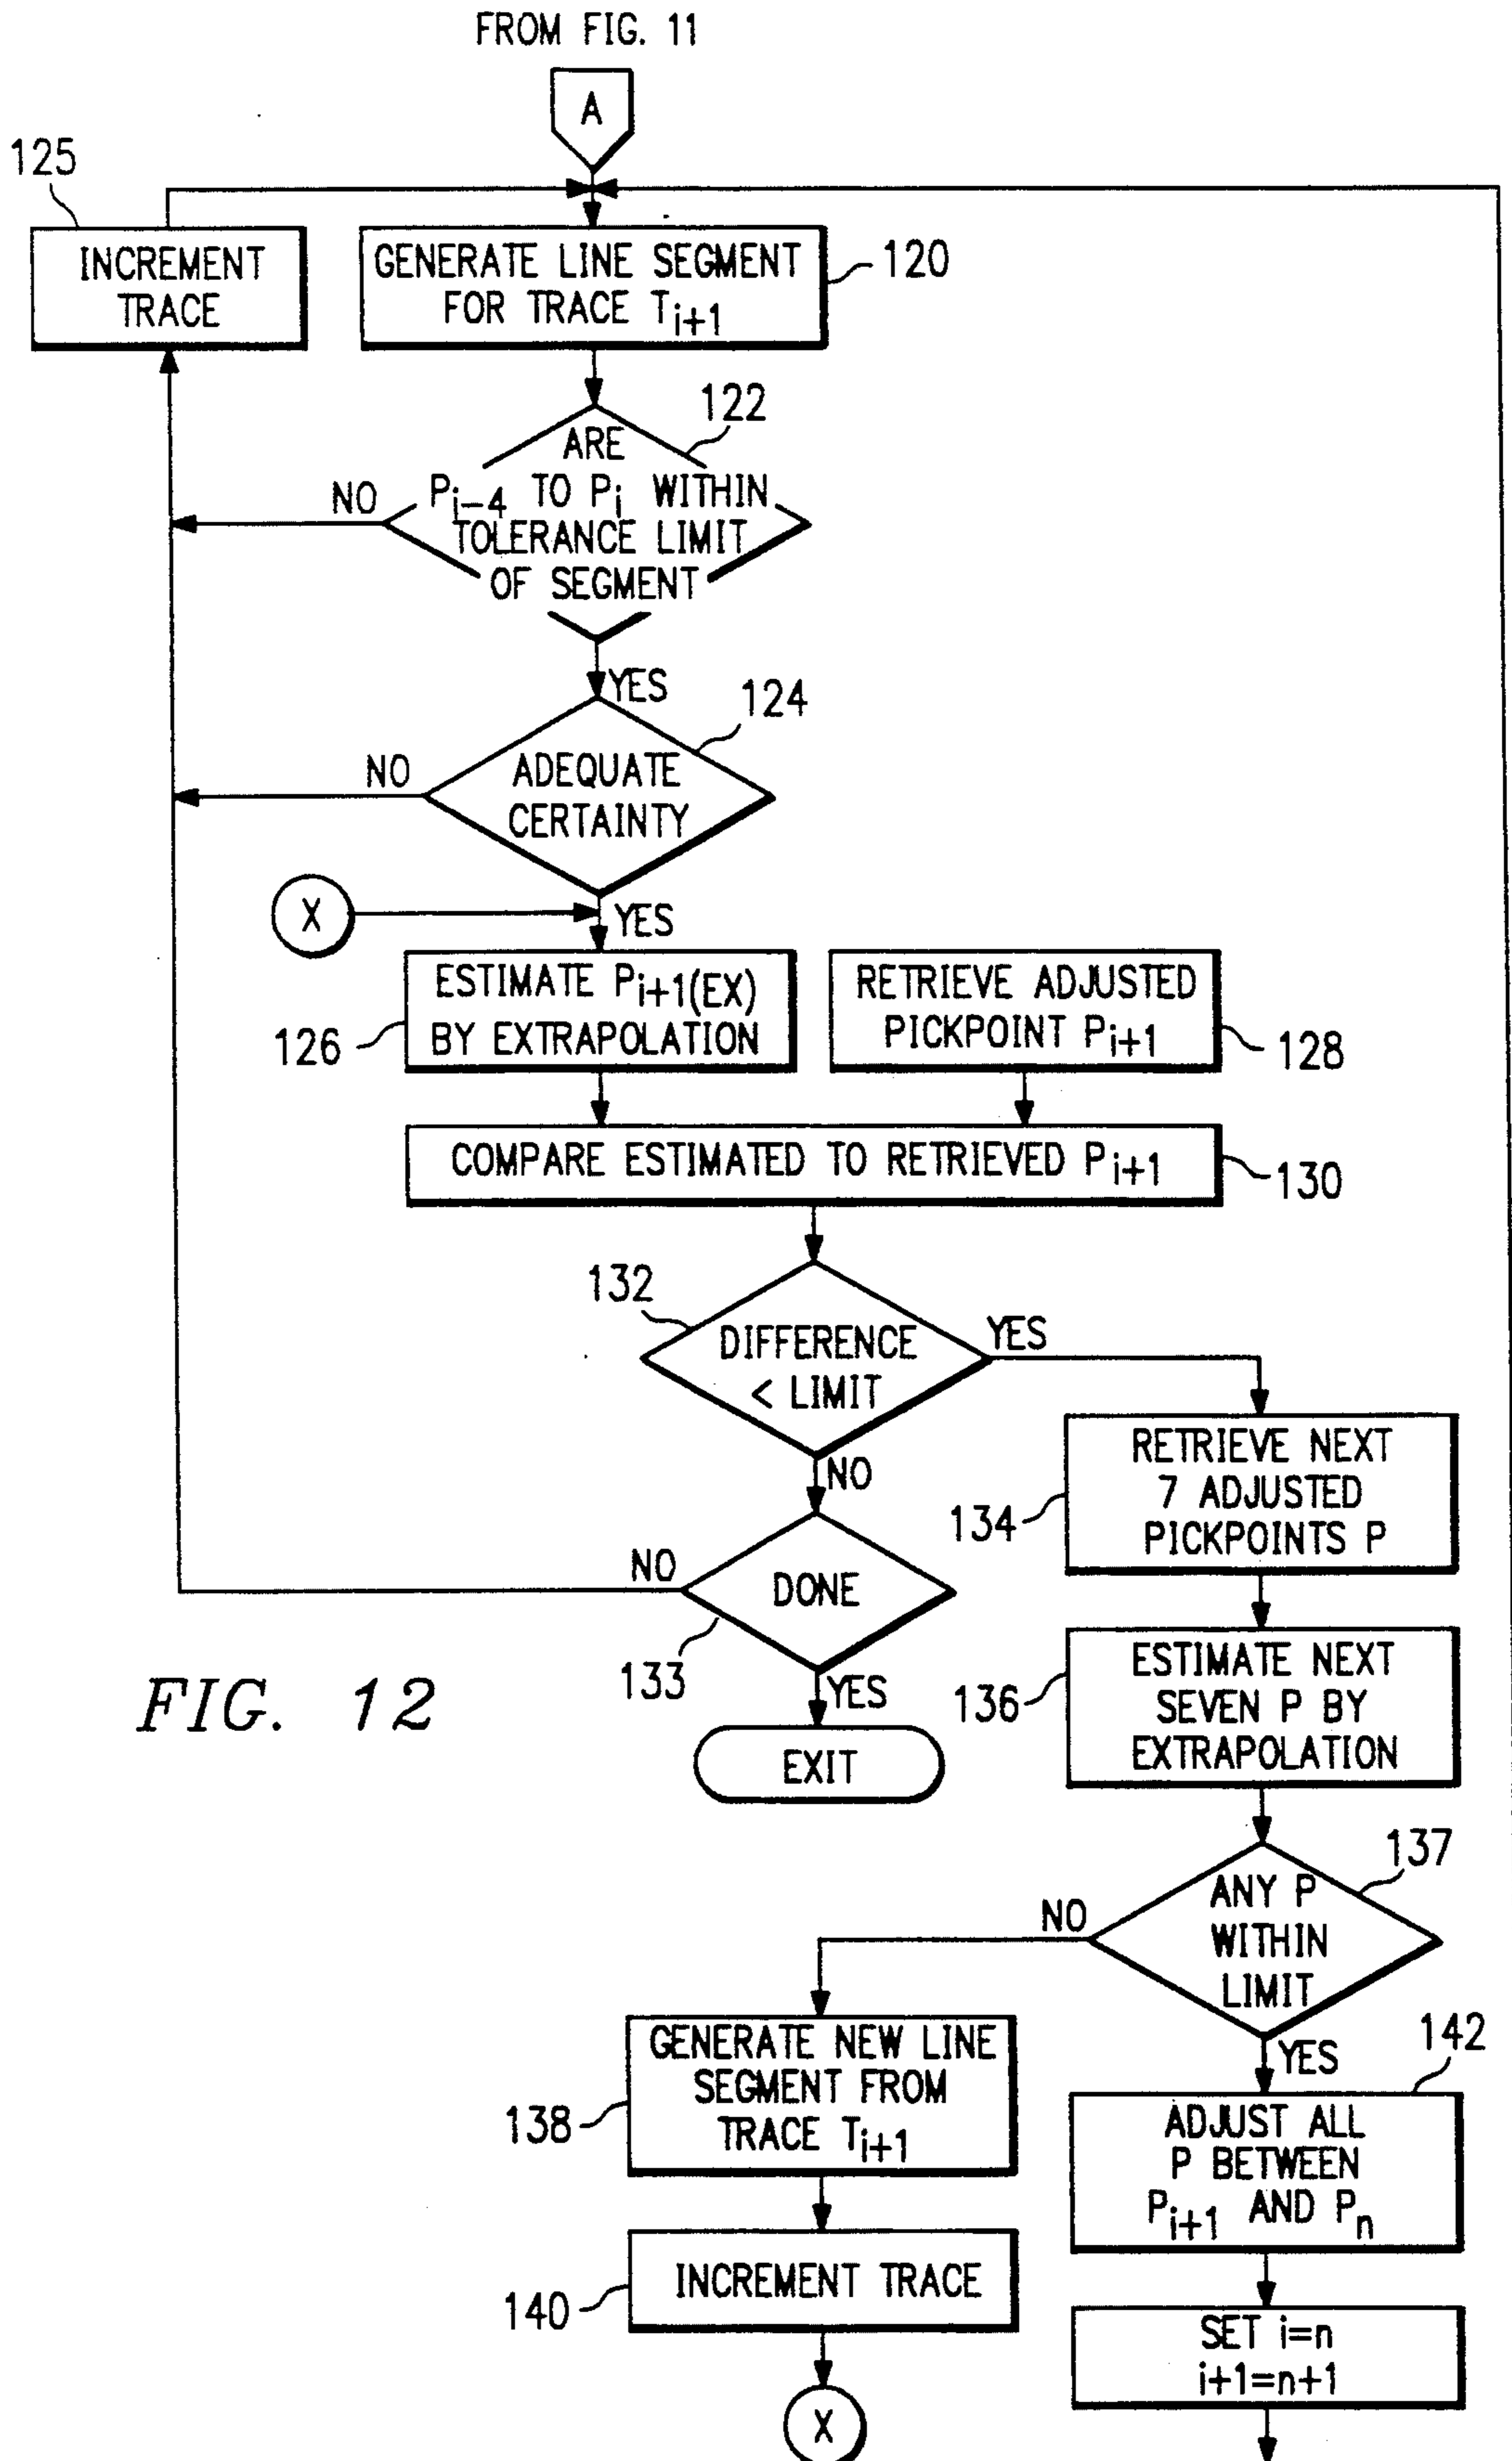 FROM FIG. 11
A
125
INCREMENT
TRACE
GENERATE LINE SEGMENT
FOR TRACE Ti+1
120
122
ARE
Pi-4 TO Pi WITHIN
TOLERANCE LIMIT
OF SEGMENT
NO
YES
124
ADEQUATE
CERTAINTY
NO
X
YES
ESTIMATE Pi+1(EX)
BY EXTRAPOLATION
126
RETRIEVE ADJUSTED
PICKPOINT Pi+1
128
COMPARE ESTIMATED TO RETRIEVED Pi+1
130
132
DIFFERENCE
< LIMIT
YES
NO
RETRIEVE NEXT
7 ADJUSTED
PICKPOINTS P
134
NO
DONE
133
YES
EXIT
ESTIMATE NEXT
SEVEN P BY
EXTRAPOLATION
136
FIG. 12
137
ANY P
WITHIN
LIMIT
NO
YES
142
GENERATE NEW LINE
SEGMENT FROM
TRACE Ti+1
138
ADJUST ALL
P BETWEEN
Pi+1 AND Pn
INCREMENT TRACE
140
SET i=n
i+1=n+1
X